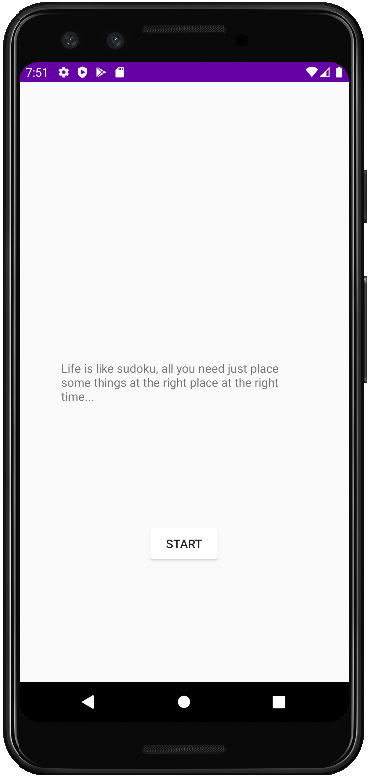 7:51
Life is like sudoku, all you need just place
some things at the right place at the right
time...
START